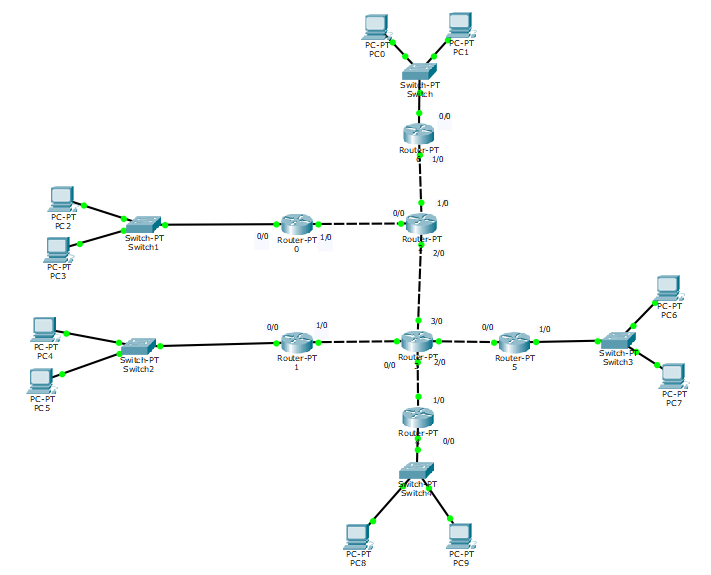 PC-PT
PC0
PC-PT
PC1
Switch-PT
Switch
0/0
Router-PT
1/0
PC-PT
PC2
PC-PT
PC3
Switch-PT
Switch1
0/0
Router-PT
0
1/0
0/0
1/0
Router-PT
2/0
PC-PT
PC4
PC-PT
PC5
Switch-PT
Switch2
0/0
1/0
Router-PT
1
3/0
0/0
Router-PT
2/0
0/0
1/0
Router-PT
5
PC-PT
PC6
Switch-PT
Switch3
PC-PT
PC7
1/0
Router-PT
0/0
Switch-PT
Switch4
PC-PT
PC8
PC-PT
PC9